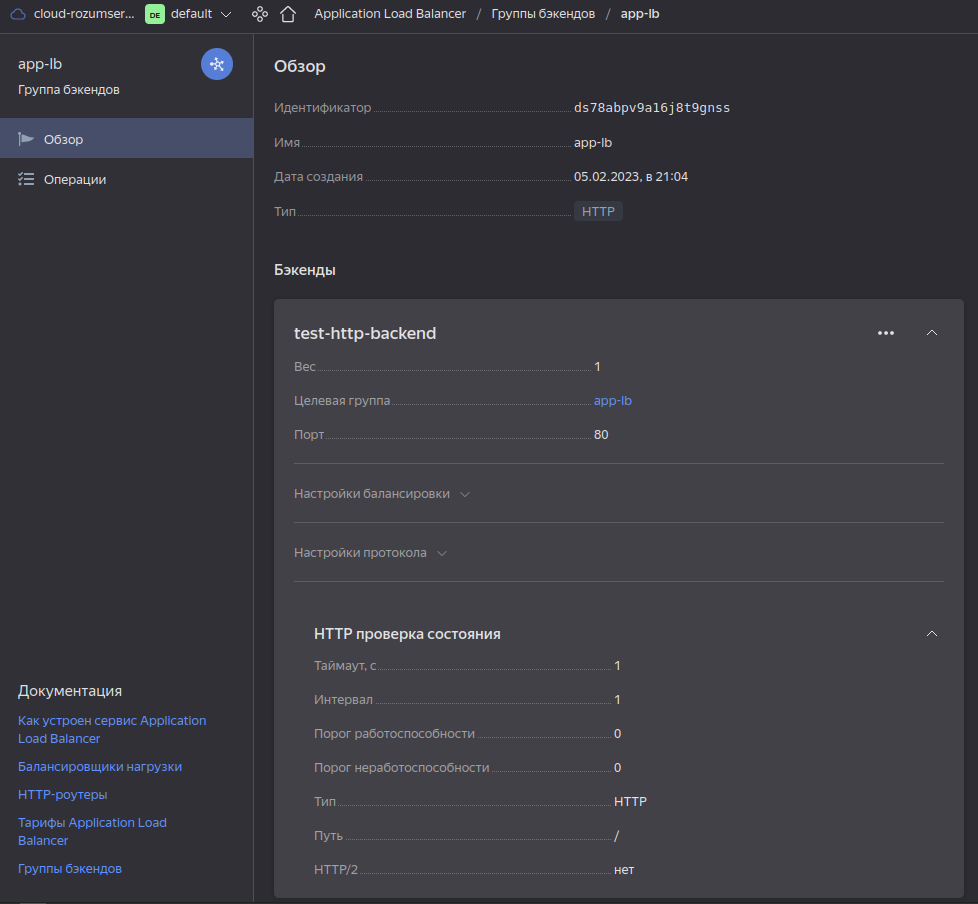 cloud-rozumser... DE default Application Load Balancer / Группы бэкендов / app-lb
app-lb
Группа бэкендов
Обзор
Операции
Документация
Как устроен сервис Application
Load Balancer
Балансировщики нагрузки
HTTP-роутеры
Тарифы Application Load
Balancer
Группы бэкендов
Обзор
Идентификатор ds78abpv9a16j8t9gnss
Имя app-lb
Дата создания 05.02.2023, в 21:04
Тип HTTP
Бэкенды
test-http-backend
Вес 1
Целевая группа app-lb
Порт 80
Настройки балансировки
Настройки протокола
HTTP проверка состояния
Таймаут, с 1
Интервал 1
Порог работоспособности 0
Порог неработоспособности 0
Тип HTTP
Путь /
HTTP/2 нет